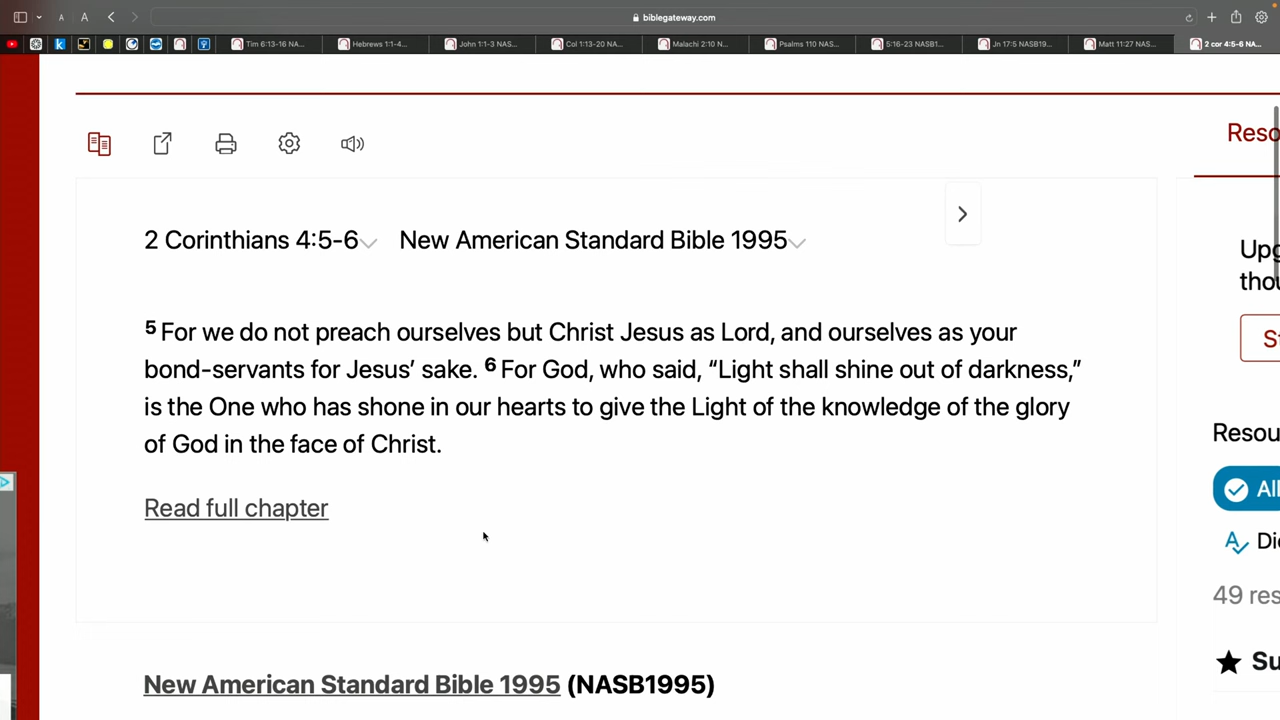 A A biblegateway.com
Tim 6:13-16 NA... Hebrews 1:1-4... John 1:1-3 NAS... Col 1:13-20 NA... Malachi 2:10 N... Psalms 110 NAS... 5:16-23 NASB1... Jn 17:5 NASB19... Matt 11:27 NAS... 2 cor 4:5-6 NA...
Reso
2 Corinthians 4:5-6 New American Standard Bible 1995
Upg
thou
5 For we do not preach ourselves but Christ Jesus as Lord, and ourselves as your
St
bond-servants for Jesus’ sake. 6 For God, who said, “Light shall shine out of darkness,”
is the One who has shone in our hearts to give the Light of the knowledge of the glory
of God in the face of Christ.
Resou
All
Read full chapter
Dic
49 res
Su
New American Standard Bible 1995 (NASB1995)